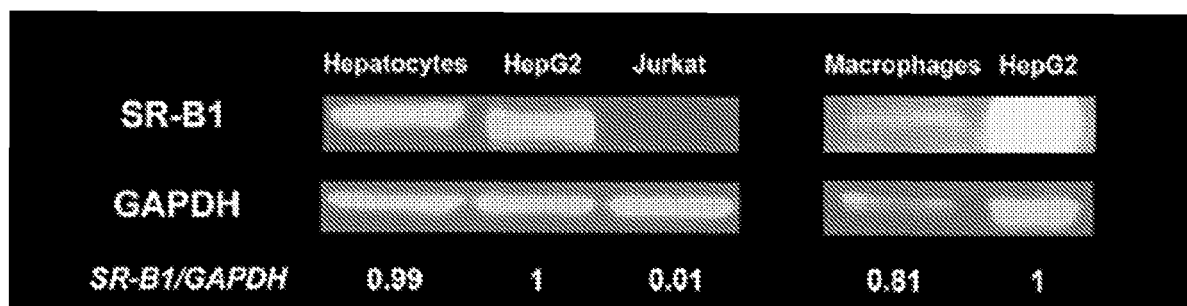 Hepatocytes HepG2 Jurkat Macrophages HepG2
SR-B1
GAPDH
SR-B1/GAPDH 0.99 1 0.01 0.81 1